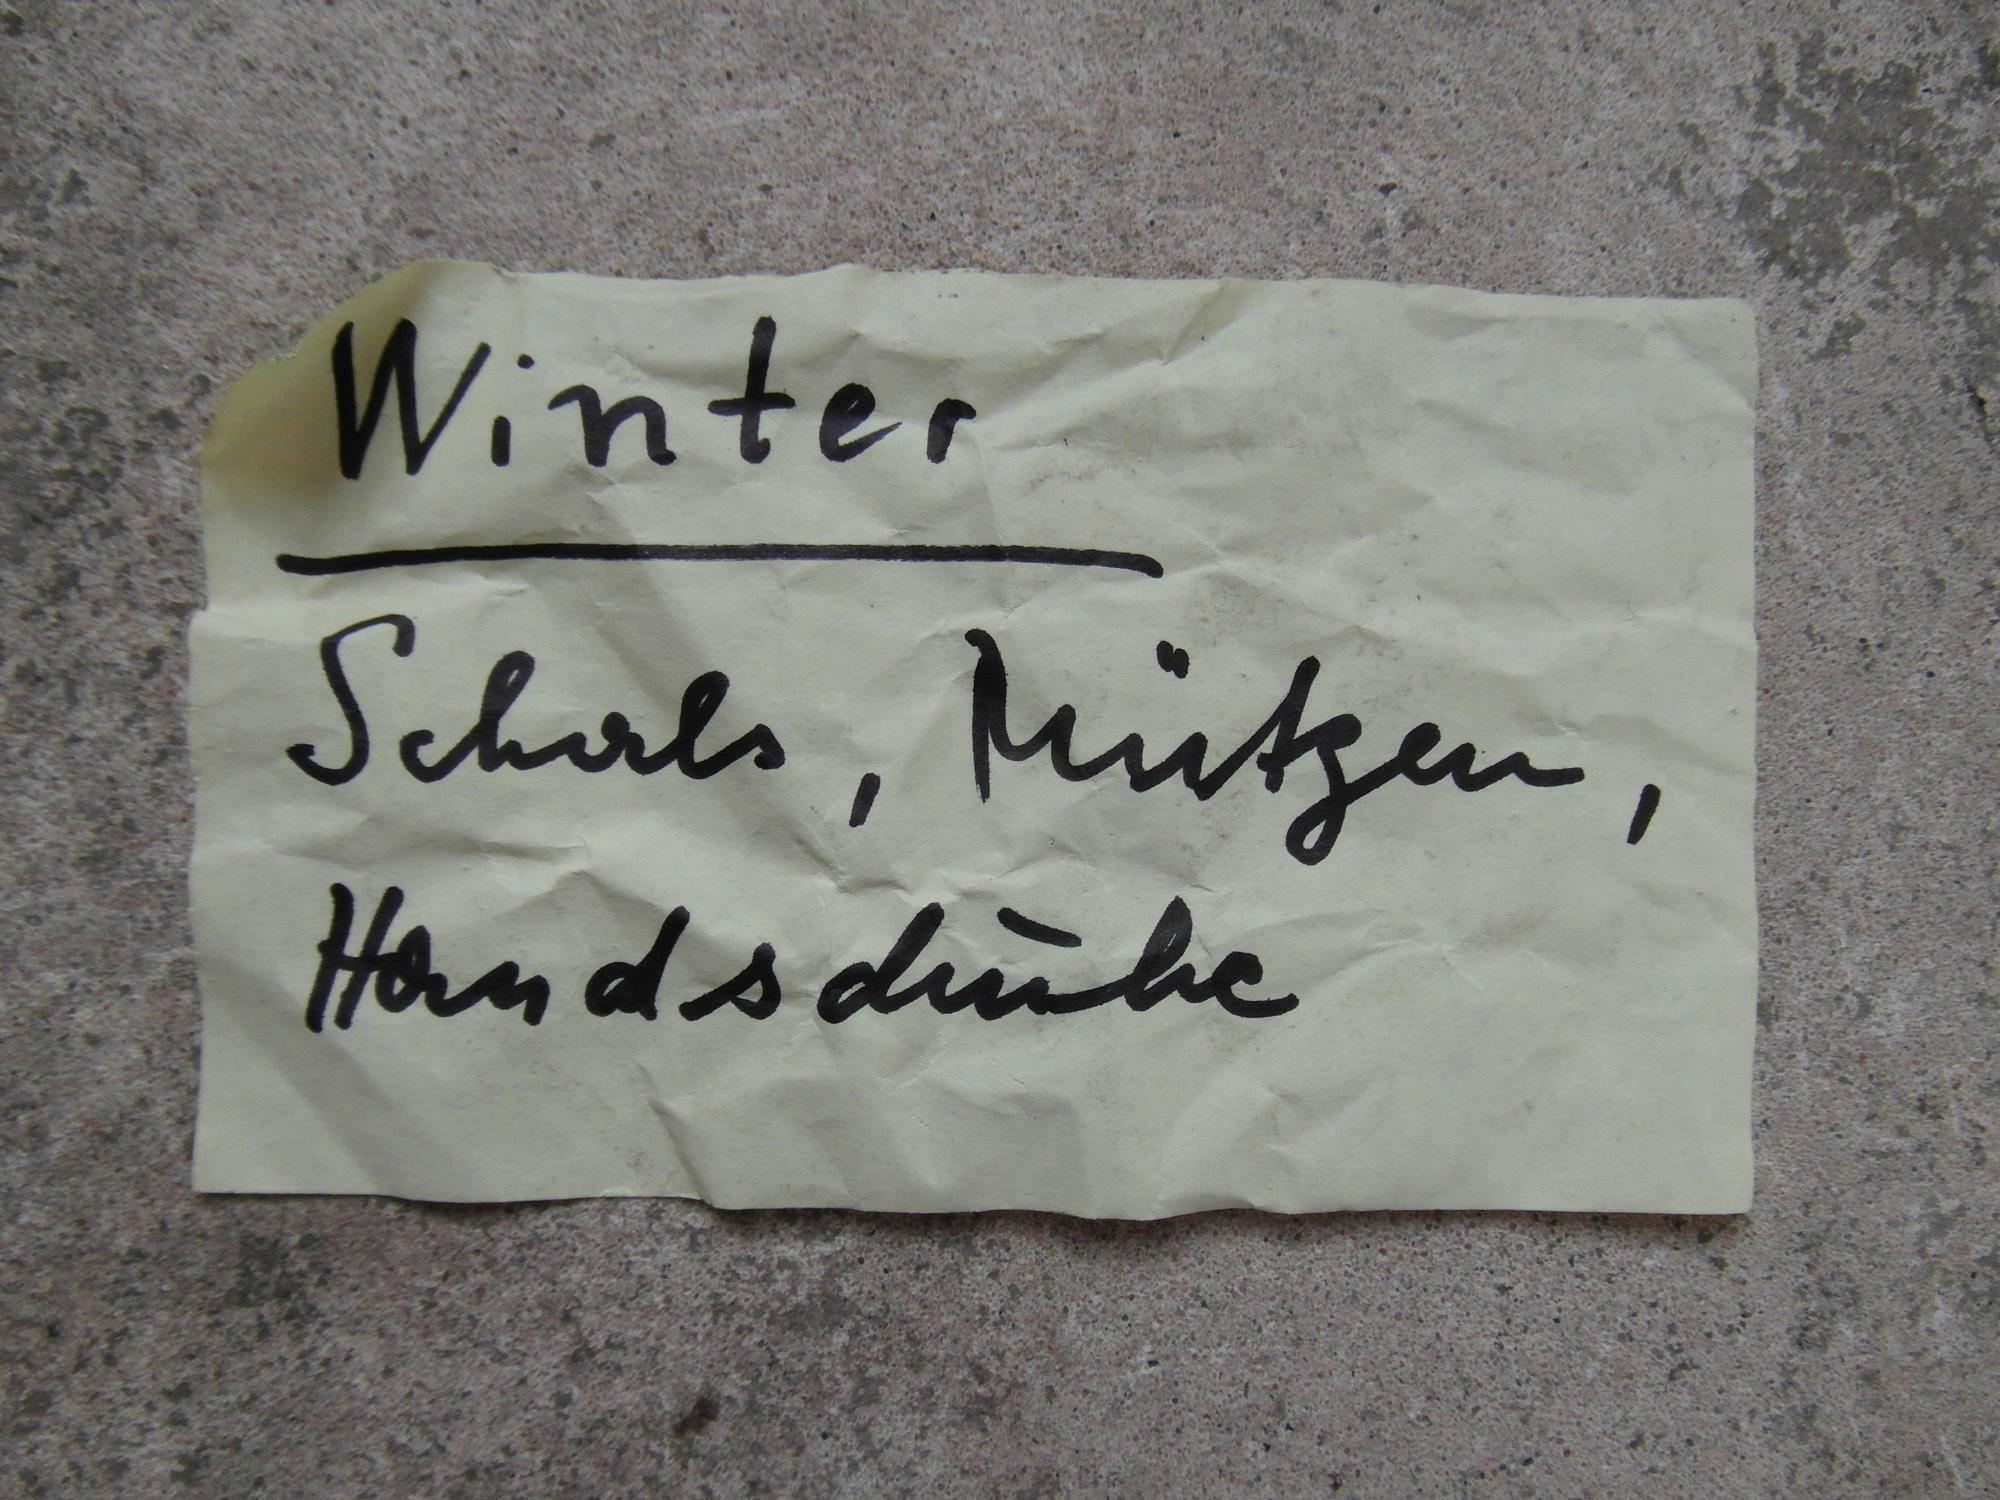 Winter
Schals, Mützen,
Handschuhe